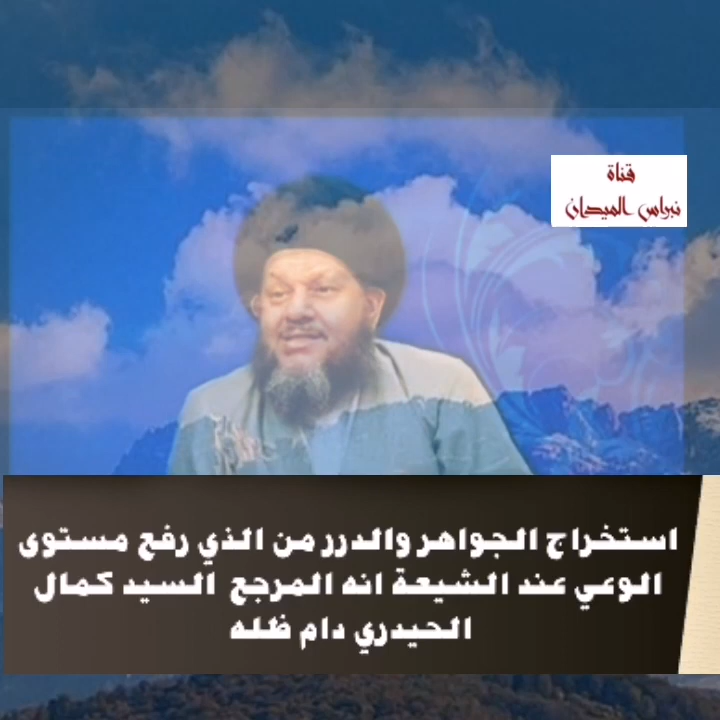 قناة
نبراس الميدان
استخراج الجواهر والدرر من الذي رفع مستوى
الوعي عند الشيعة انه المرجع السيد كمال
الحيدري دام ظله